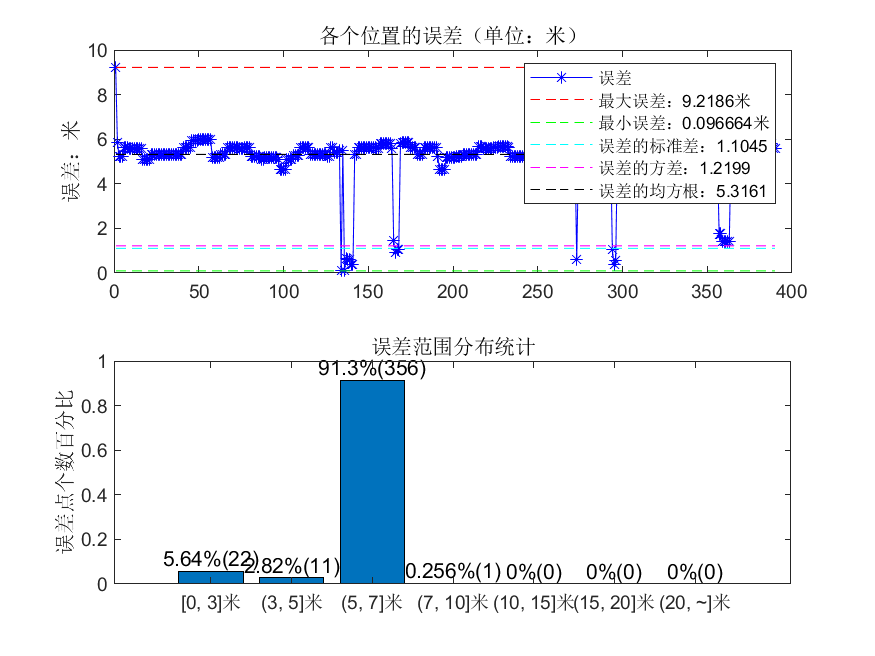 各个位置的误差（单位：米）
10
8
6
4
2
0
误差：米
误差
最大误差：9.2186米
最小误差：0.096664米
误差的标准差：1.1045
误差的方差：1.2199
误差的均方根：5.3161
0 50 100 150 200 250 300 350 400
误差范围分布统计
1
0.8
0.6
0.4
0.2
0
误差点个数百分比
91.3%(356)
5.64%(22) 2.82%(11) 0.256%(1) 0%(0) 0%(0) 0%(0)
[0, 3]米 (3, 5]米 (5, 7]米 (7, 10]米 (10, 15]米 (15, 20]米 (20, ~]米